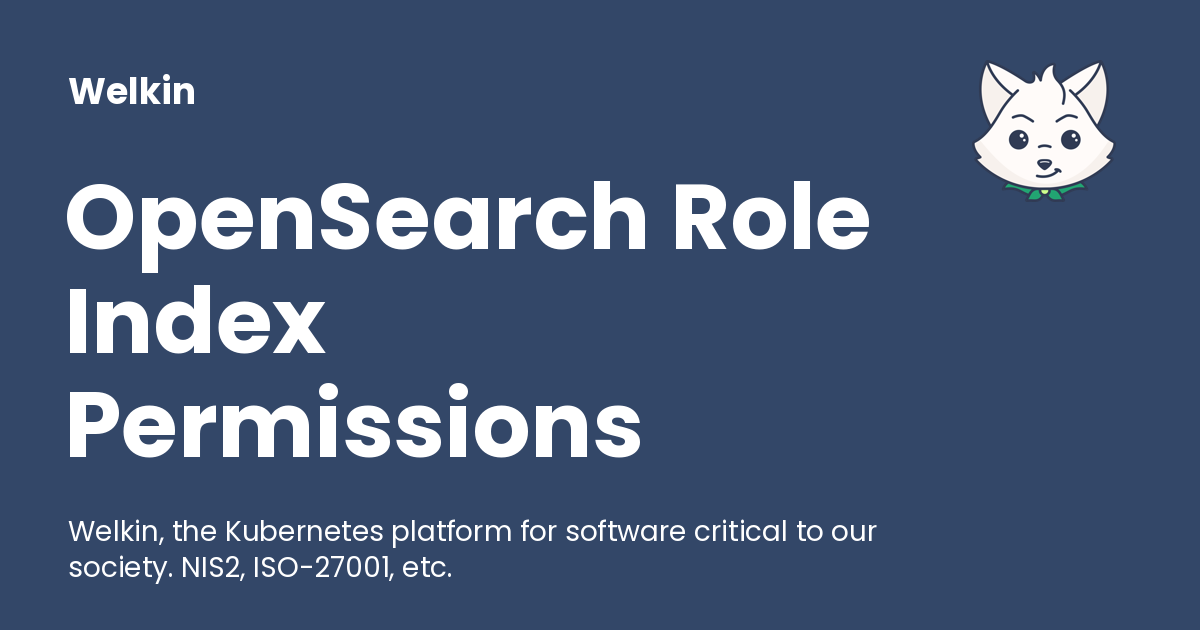 Welkin
OpenSearch Role
Index
Permissions
Welkin, the Kubernetes platform for software critical to our
society. NIS2, ISO-27001, etc.